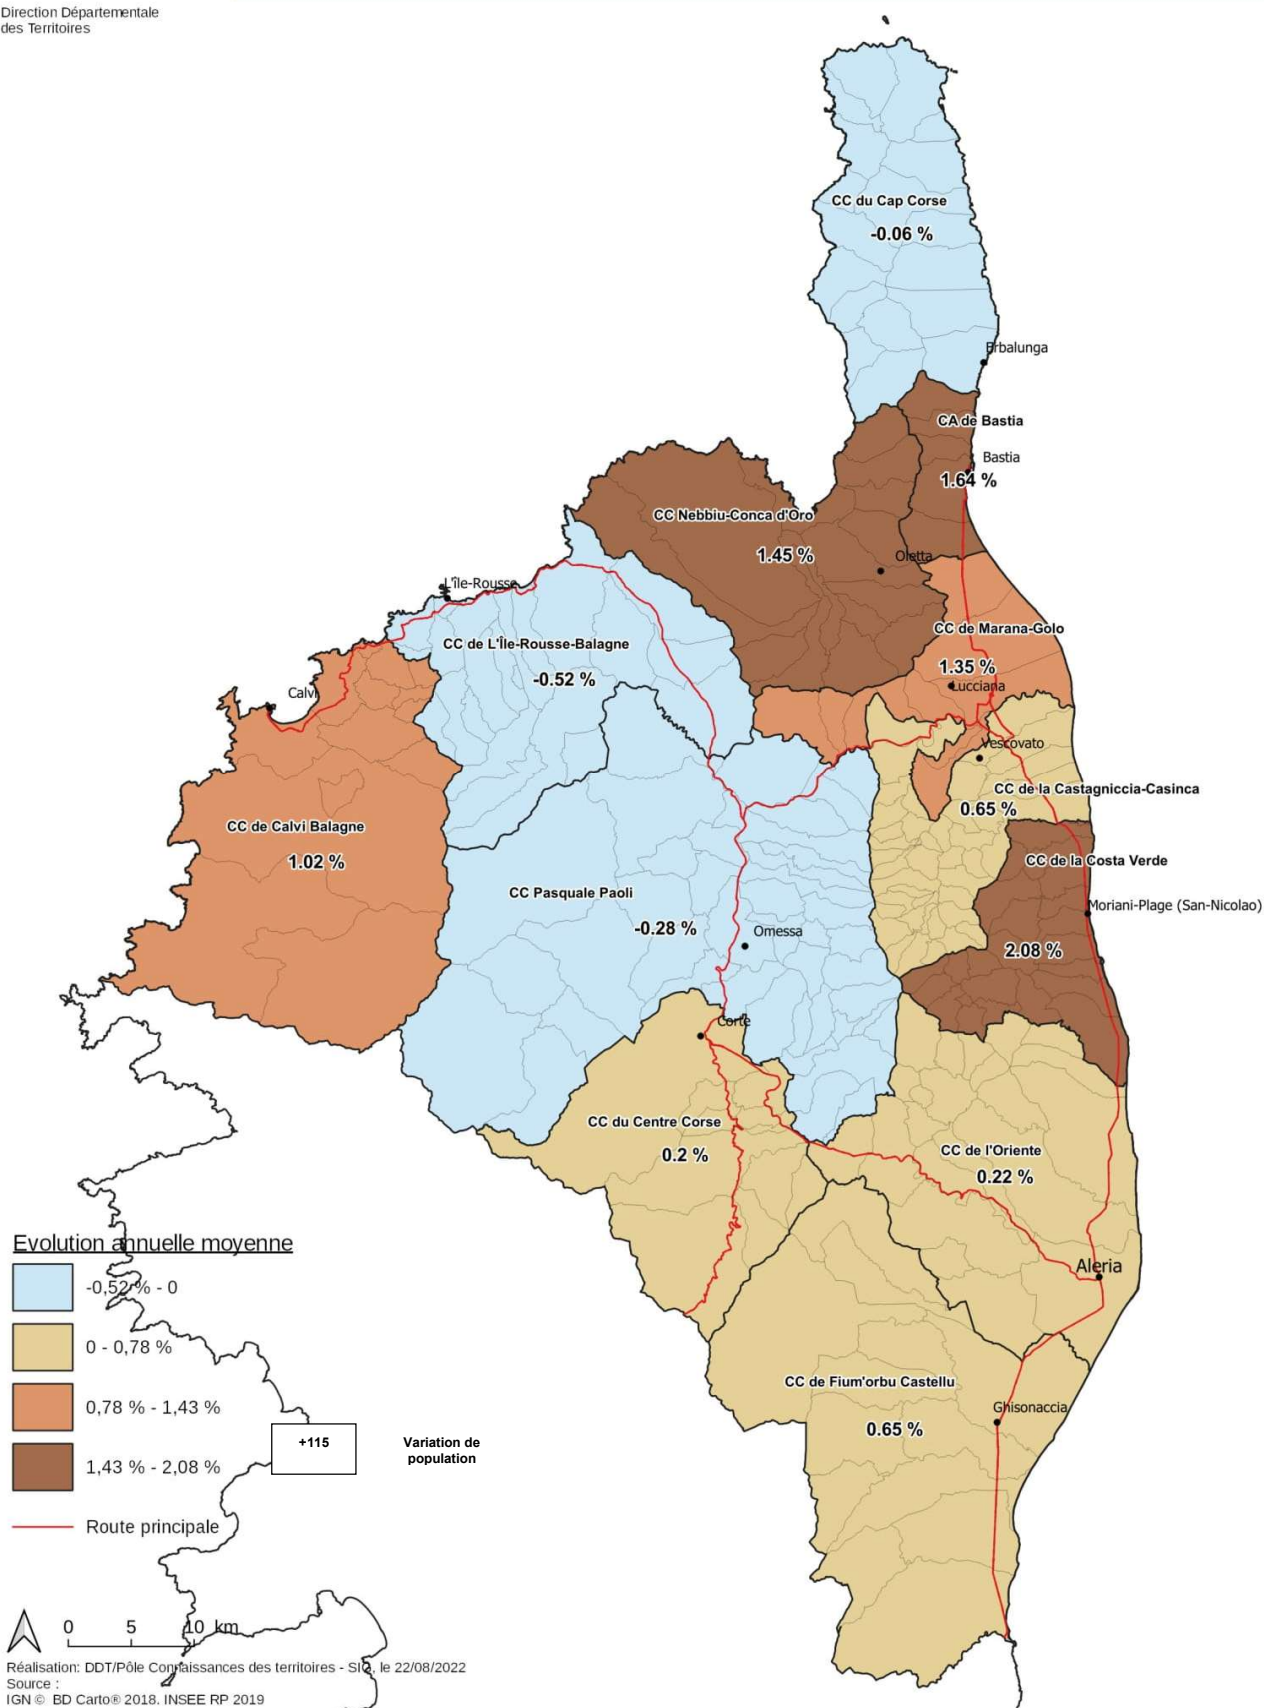 Direction Départementale
des Territoires
CC du Cap Corse
-0.06 %
Erbalunga
CA de Bastia
Bastia
1.64 %
CC Nebbiu-Conca d'Oro
1.45 %
Oletta
L'île-Rousse
CC de Marana-Golo
CC de L'Île-Rousse-Balagne
1.35 %
-0.52 %
Lucciana
Calvi
Vescovato
CC de la Castagniccia-Casinca
0.65 %
CC de Calvi Balagne
1.02 %
CC de la Costa Verde
CC Pasquale Paoli
Moriani-Plage (San-Nicolao)
-0.28 %
Omessa
2.08 %
Corte
CC du Centre Corse
0.2 %
CC de l'Oriente
0.22 %
Aleria
CC de Fium'orbu Castellu
0.65 %
Ghisonaccia
Evolution annuelle moyenne
-0,52 % - 0
0 - 0,78 %
0,78 % - 1,43 %
1,43 % - 2,08 %
+115
Variation de
population
Route principale
0 5 10 km
Réalisation: DDT/Pôle Connaissances des territoires - SIG, le 22/08/2022
Source :
IGN © BD Carto® 2018. INSEE RP 2019